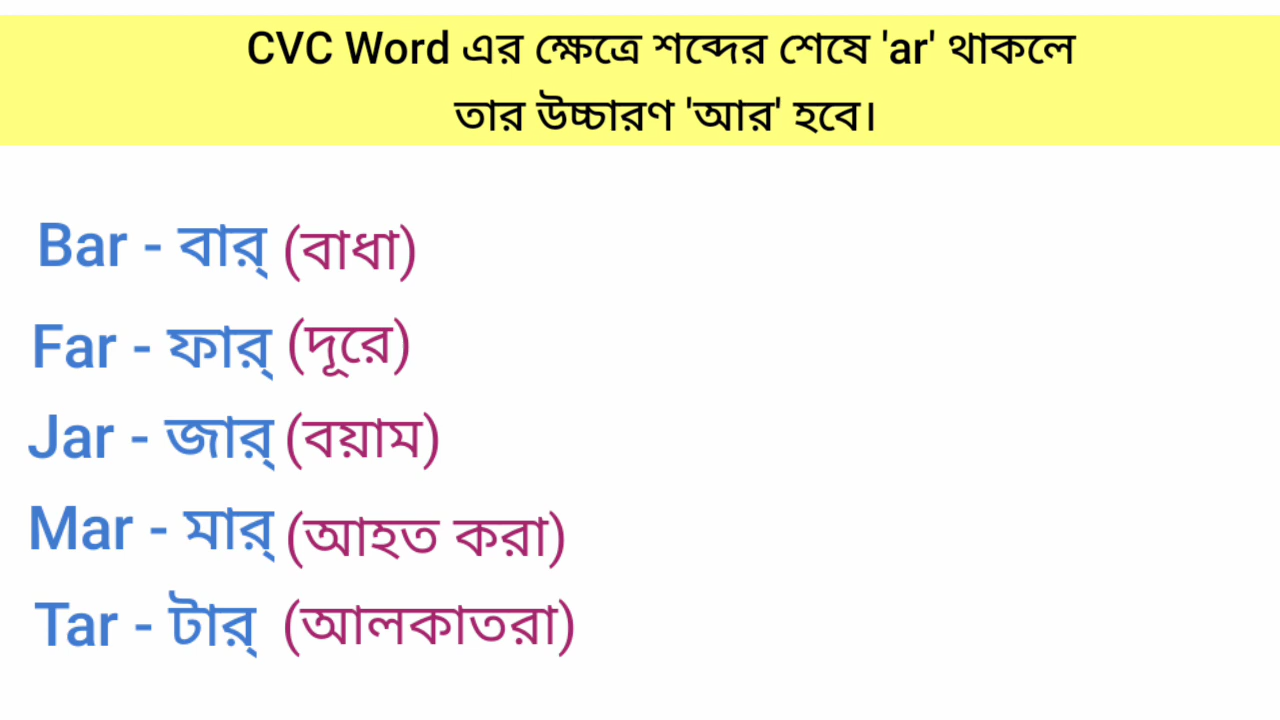 CVC Word এর ক্ষেত্রে শব্দের শেষে 'ar' থাকলে
তার উচ্চারণ 'আর' হবে।
Bar - বার্ (বাধা)
Far - ফার্ (দূরে)
Jar - জার্ (বয়াম)
Mar - মার্ (আহত করা)
Tar - টার্ (আলকাতরা)